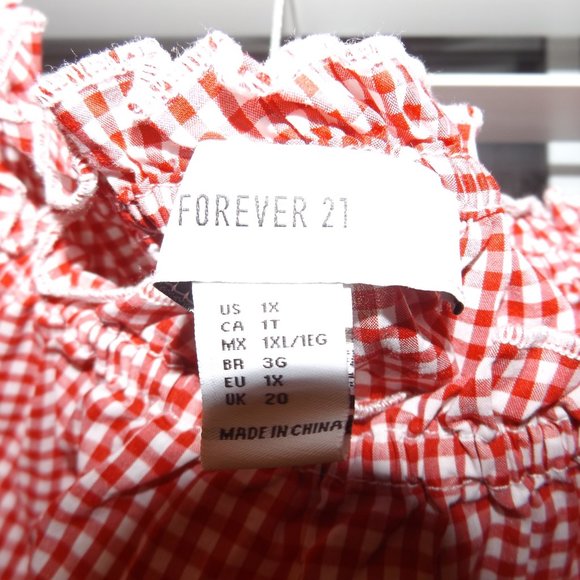 FOREVER 21
US 1X
CA 1T
MX 1XL/1EG
BR 3G
EU 1X
UK 20
MADE IN CHINA